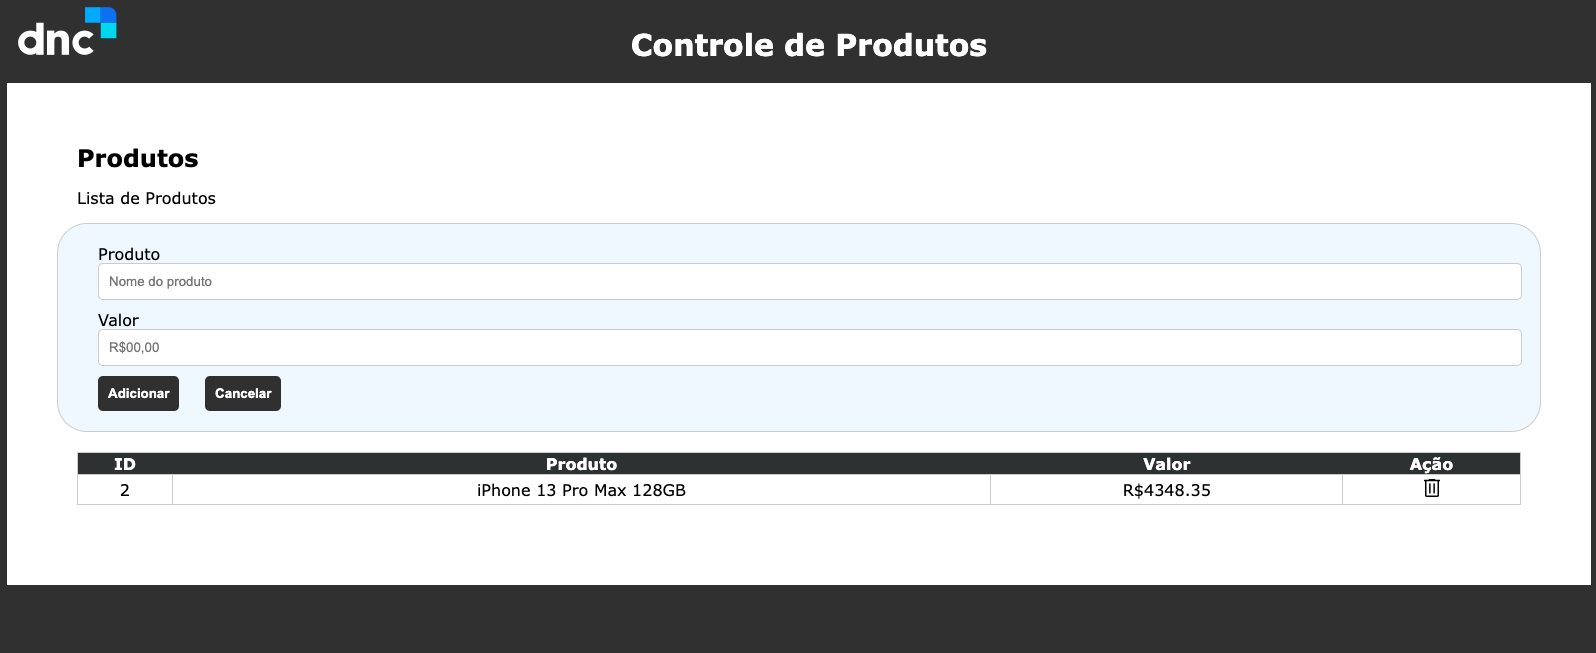 dnc
Controle de Produtos
Produtos
Lista de Produtos
Produto
Nome do produto
Valor
R$00,00
Adicionar Cancelar
ID Produto Valor Ação
2 iPhone 13 Pro Max 128GB R$4348.35